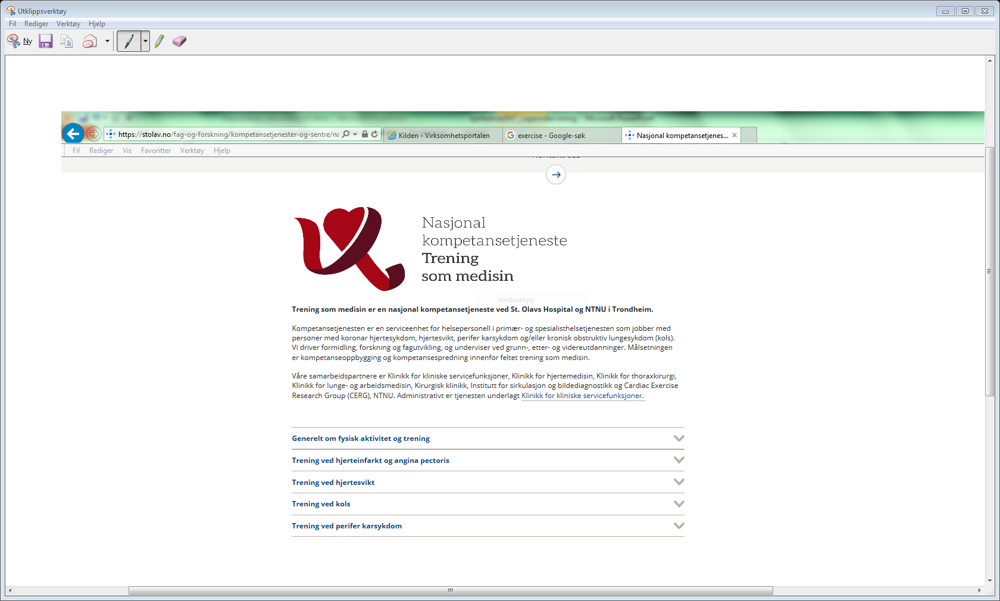 Utklippsverktøy
Fil Rediger Verktøy Hjelp
Ny
https://stolav.no/fag-og-forskning/kompetansetjenester-og-sentre/na
Kilden - Virksomhetsportalen
exercise - Google-søk
Nasjonal kompetansetjenes...
Fil Rediger Vis Favoritter Verktøy Hjelp
Nasjonal
kompetansetjeneste
Trening
som medisin
Vindusklipp
Trening som medisin er en nasjonal kompetansetjeneste ved St. Olavs Hospital og NTNU i Trondheim.
Kompetansetjenesten er en serviceenhet for helsepersonell i primær- og spesialisthelsetjenesten som jobber med
personer med koronar hjertesykdom, hjertesvikt, perifer karsykdom og/eller kronisk obstruktiv lungesykdom (kols).
Vi driver formidling, forskning og fagutvikling, og underviser ved grunn-, etter- og videreutdanninger. Målsetningen
er kompetanseoppbygging og kompetansespredning innenfor feltet trening som medisin.
Våre samarbeidspartnere er Klinikk for kliniske servicefunksjoner, Klinikk for hjertemedisin, Klinikk for thoraxkirurgi,
Klinikk for lunge- og arbeidsmedisin, Kirurgisk klinikk, Institutt for sirkulasjon og bildediagnostikk og Cardiac Exercise
Research Group (CERG), NTNU. Administrativt er tjenesten underlagt Klinikk for kliniske servicefunksjoner.
Generelt om fysisk aktivitet og trening
Trening ved hjerteinfarkt og angina pectoris
Trening ved hjertesvikt
Trening ved kols
Trening ved perifer karsykdom